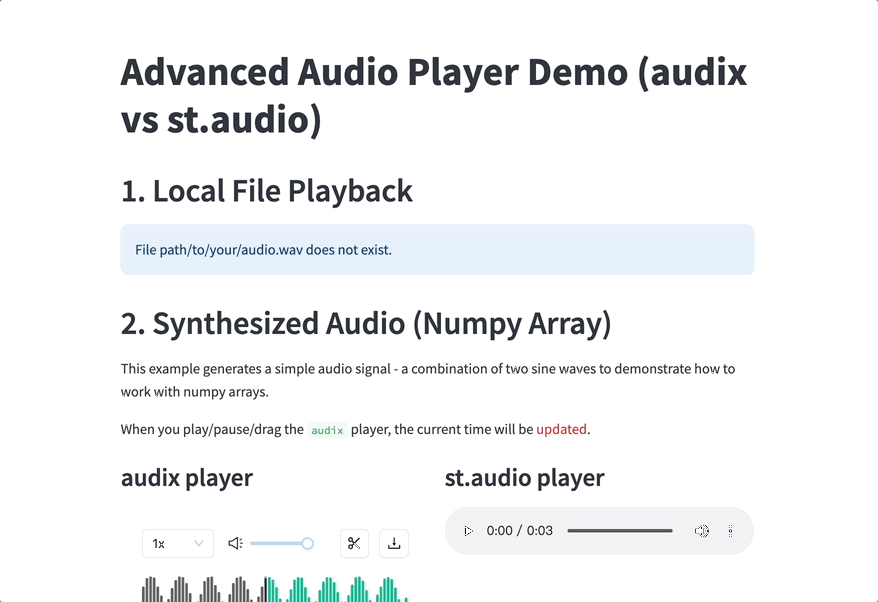 Advanced Audio Player Demo (audix
vs st.audio)
1. Local File Playback
File path/to/your/audio.wav does not exist.
2. Synthesized Audio (Numpy Array)
This example generates a simple audio signal - a combination of two sine waves to demonstrate how to
work with numpy arrays.
When you play/pause/drag the audix player, the current time will be updated.
audix player
st.audio player
1x
0:00 / 0:03